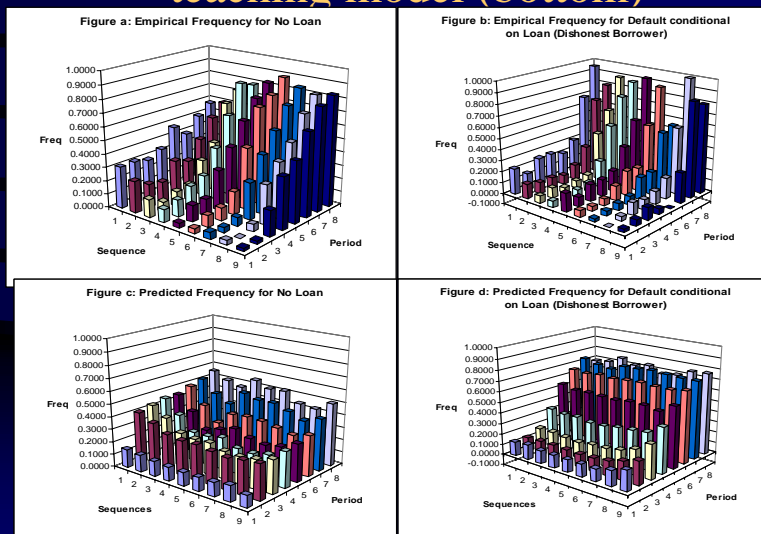 Figure a: Empirical Frequency for No Loan
1.0000
0.9000
0.8000
0.7000
0.6000
0.5000
0.4000
0.3000
0.2000
0.1000
0.0000
Freq
1 2 3 4 5 6 7 8 9
Sequence
1 2 3 4 5 6 7 8
Period
Figure b: Empirical Frequency for Default conditional
on Loan (Dishonest Borrower)
1.0000
0.9000
0.8000
0.7000
0.6000
0.5000
0.4000
0.3000
0.2000
0.1000
0.0000
-0.1000
Freq
1 2 3 4 5 6 7 8 9
Sequence
1 2 3 4 5 6 7 8
Period
Figure c: Predicted Frequency for No Loan
1.0000
0.9000
0.8000
0.7000
0.6000
0.5000
0.4000
0.3000
0.2000
0.1000
0.0000
Freq
1 2 3 4 5 6 7 8 9
Sequences
1 2 3 4 5 6 7 8
Period
Figure d: Predicted Frequency for Default conditional
on Loan (Dishonest Borrower)
1.0000
0.9000
0.8000
0.7000
0.6000
0.5000
0.4000
0.3000
0.2000
0.1000
0.0000
-0.1000
Freq
1 2 3 4 5 6 7 8 9
Sequences
1 2 3 4 5 6 7 8
Period